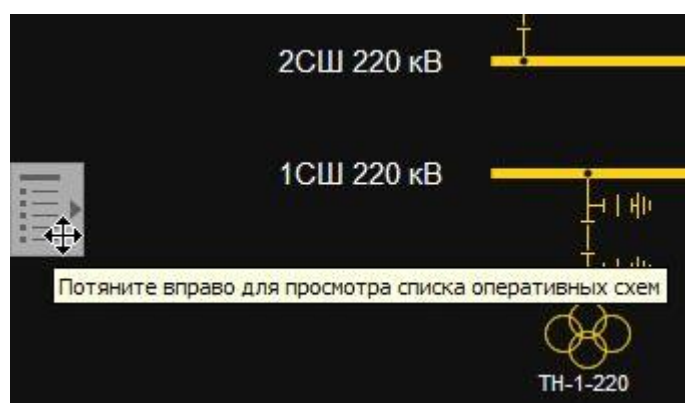 2СШ 220 кВ
1СШ 220 кВ
Потяните вправо для просмотра списка оперативных схем
ТН-1-220